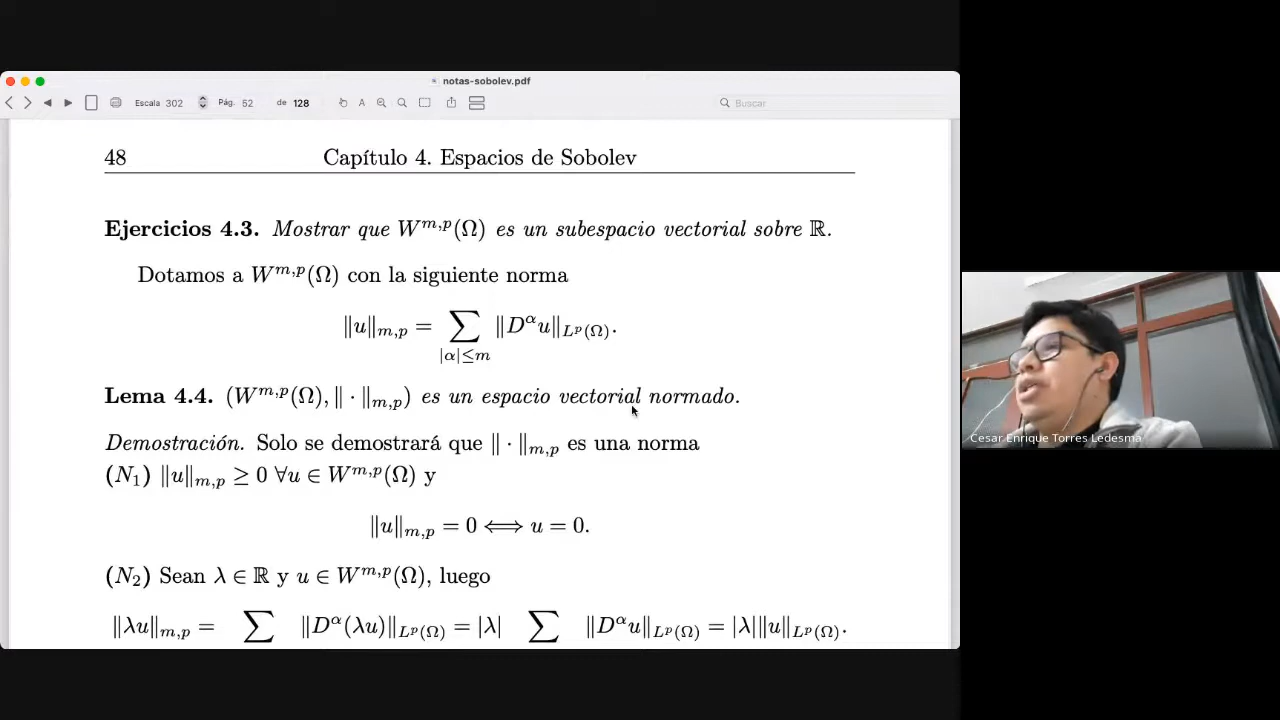 notas-sobolev.pdf
Escala 302 Pág. 52 de 128 A Buscar
48 Capítulo 4. Espacios de Sobolev
Ejercicios 4.3. Mostrar que W^{m,p}(Ω) es un subespacio vectorial sobre ℝ.
Dotamos a W^{m,p}(Ω) con la siguiente norma
‖u‖_{m,p} = ∑_{|α|≤m} ‖D^α u‖_{L^p(Ω)}.
Lema 4.4. (W^{m,p}(Ω), ‖ · ‖_{m,p}) es un espacio vectorial normado.
Demostración. Solo se demostrará que ‖ · ‖_{m,p} es una norma
(N₁) ‖u‖_{m,p} ≥ 0 ∀u ∈ W^{m,p}(Ω) y
‖u‖_{m,p} = 0 ⟺ u = 0.
(N₂) Sean λ ∈ ℝ y u ∈ W^{m,p}(Ω), luego
‖λu‖_{m,p} = ∑ ‖D^α(λu)‖_{L^p(Ω)} = |λ| ∑ ‖D^α u‖_{L^p(Ω)} = |λ|‖u‖_{L^p(Ω)}.
Cesar Enrique Torres Ledesma